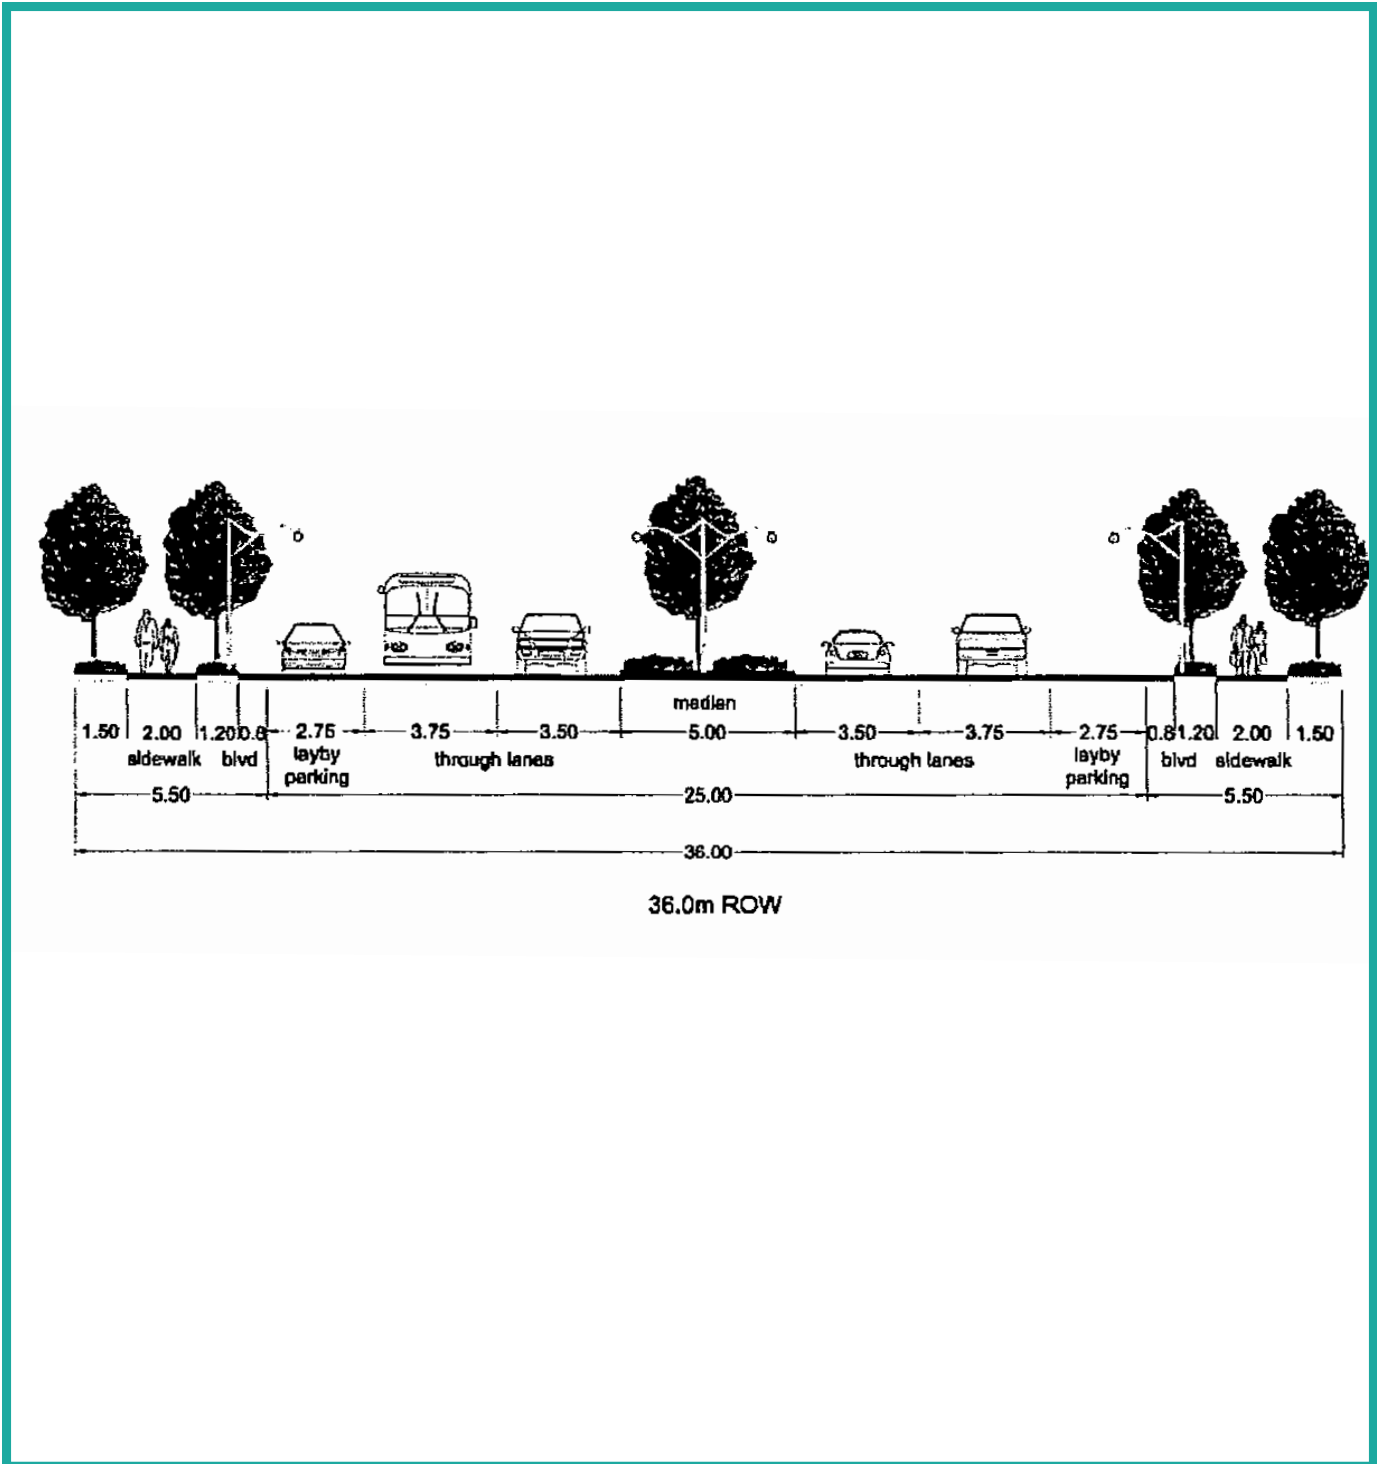 median
1.50 2.00 1.20 0.8 2.75 3.75 3.50 5.00 3.50 3.75 2.75 0.8 1.20 2.00 1.50
sidewalk blvd layby parking through lanes through lanes layby parking blvd sidewalk
5.50 25.00 5.50
36.00
36.0m ROW